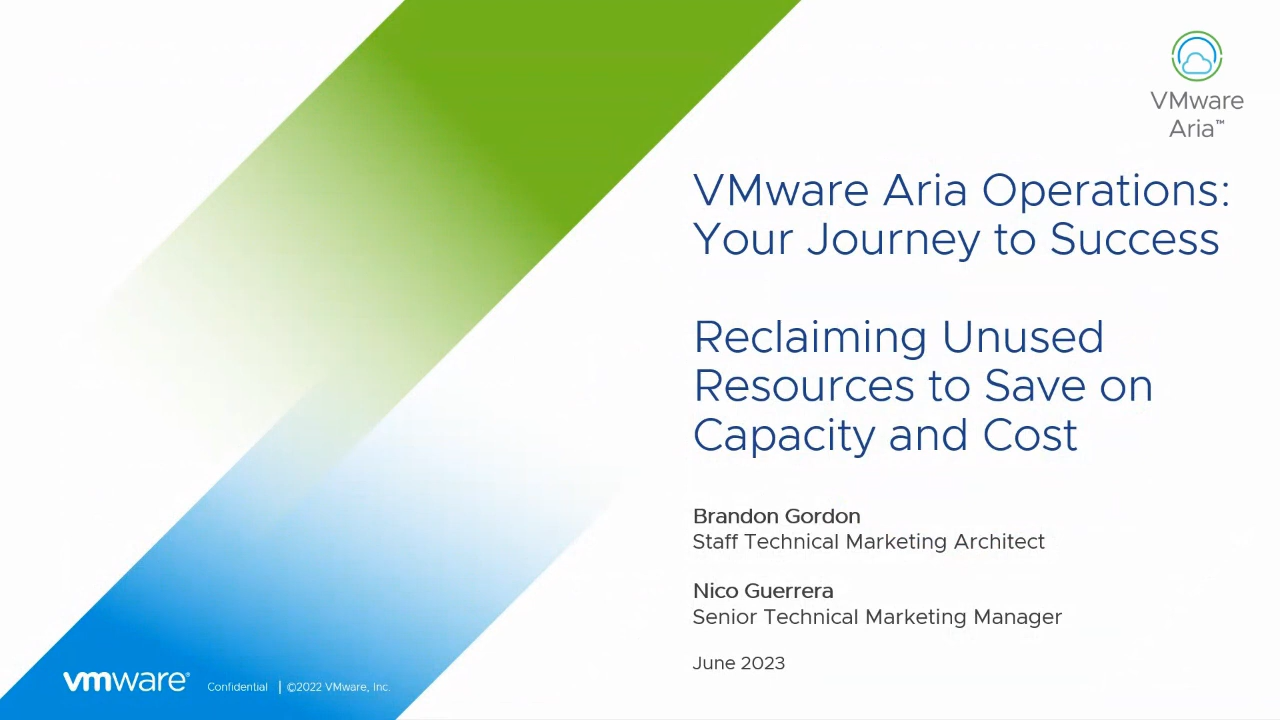 VMware
Aria™
VMware Aria Operations:
Your Journey to Success
Reclaiming Unused
Resources to Save on
Capacity and Cost
Brandon Gordon
Staff Technical Marketing Architect
Nico Guerrera
Senior Technical Marketing Manager
June 2023
vmware® Confidential | ©2022 VMware, Inc.